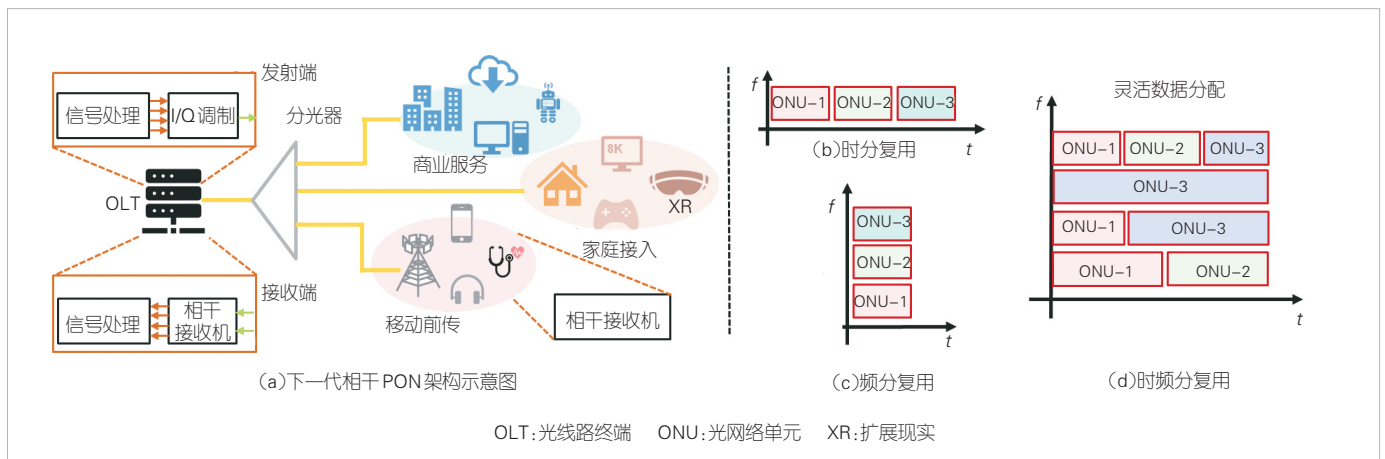 发射端
信号处理
I/Q 调制
OLT
分光器
接收端
信号处理
相干
接收机
商业服务
8K
XR
家庭接入
移动前传
相干接收机
(a)下一代相干 PON 架构示意图
f
ONU-1 ONU-2 ONU-3
t
(b)时分复用
f
ONU-3
ONU-2
ONU-1
t
(c)频分复用
灵活数据分配
f
ONU-1 ONU-2 ONU-3
ONU-3
ONU-1 ONU-3
ONU-1 ONU-2
t
(d)时频分复用
OLT:光线路终端 ONU:光网络单元 XR:扩展现实